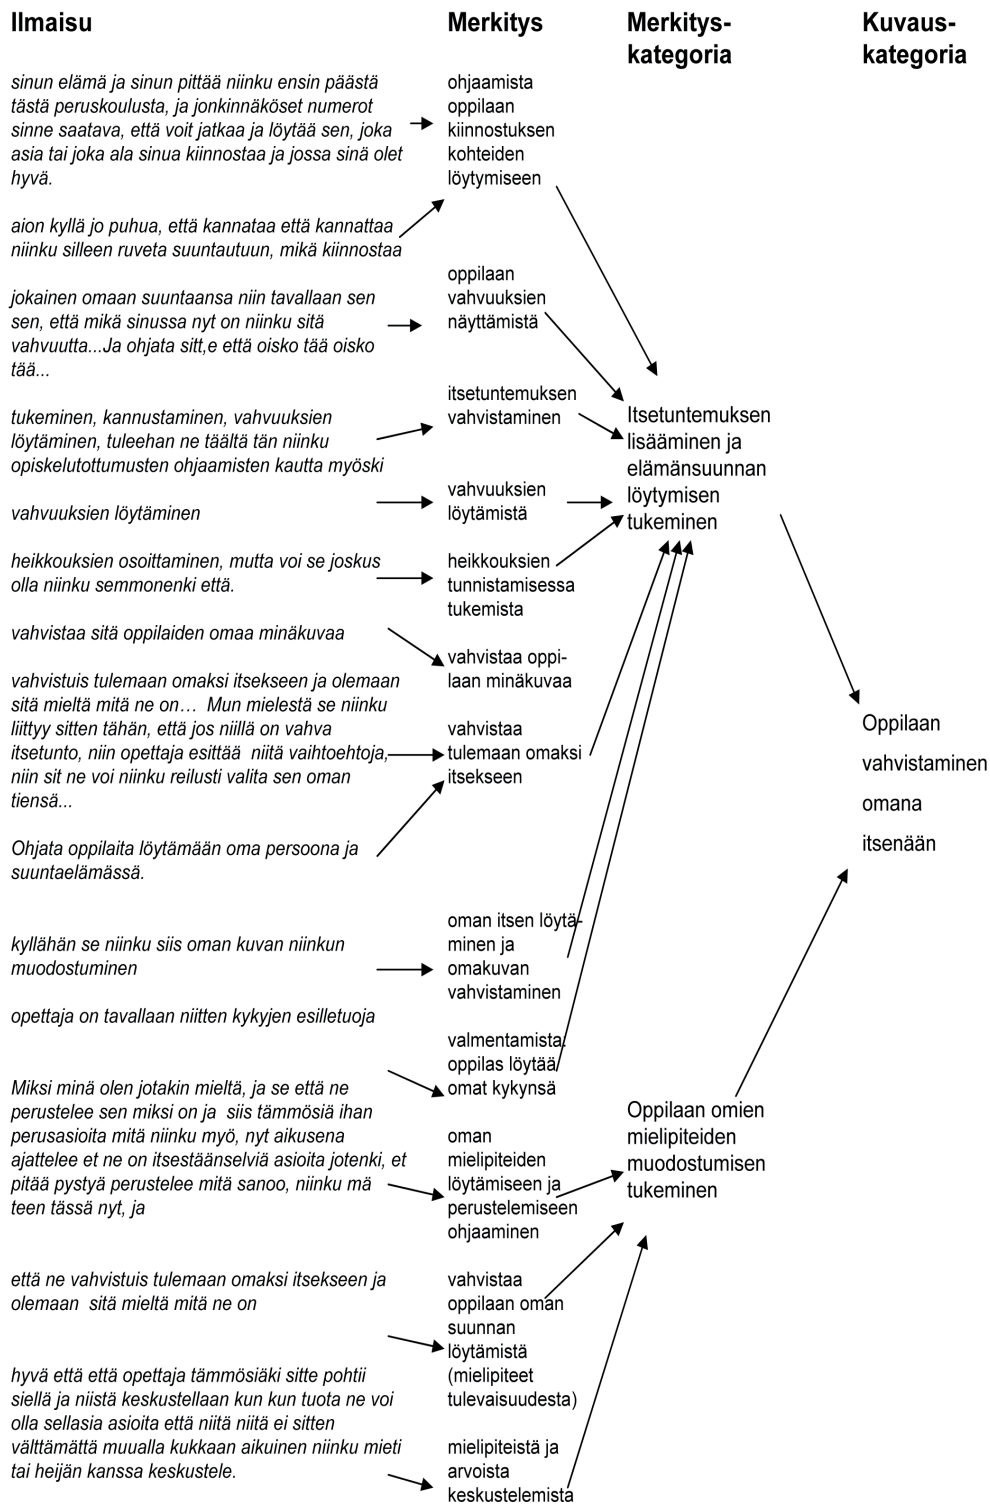 Ilmaisu
sinun elämä ja sinun pittää niinku ensin päästä
tästä peruskoulusta, ja jonkinnäköset numerot
sinne saatava, että voit jatkaa ja löytää sen, joka
asia tai joka ala sinua kiinnostaa ja jossa sinä olet
hyvä.
aion kyllä jo puhua, että kannataa että kannattaa
niinku silleen ruveta suuntautuun, mikä kiinnostaa
jokainen omaan suuntaansa niin tavallaan sen
sen, että mikä sinussa nyt on niinku sitä
vahvuutta...Ja ohjata sitt,e että oisko tää oisko
tää...
tukeminen, kannustaminen, vahvuuksien
löytäminen, tuleehan ne täältä tän niinku
opiskelutottumusten ohjaamisten kautta myöski
vahvuuksien löytäminen
heikkouksien osoittaminen, mutta voi se joskus
olla niinku semmonenki että.
vahvistaa sitä oppilaiden omaa minäkuvaa
vahvistuis tulemaan omaksi itsekseen ja olemaan
sitä mieltä mitä ne on… Mun mielestä se niinku
liittyy sitten tähän, että jos niillä on vahva
itsetunto, niin opettaja esittää niitä vaihtoehtoja,
niin sit ne voi niinku reilusti valita sen oman
tiensä...
Ohjata oppilaita löytämään oma persoona ja
suuntaelämässä.
kyllähän se niinku siis oman kuvan niinkun
muodostuminen
opettaja on tavallaan niitten kykyjen esilletuoja
Miksi minä olen jotakin mieltä, ja se että ne
perustelee sen miksi on ja siis tämmösiä ihan
perusasioita mitä niinku myö, nyt aikusena
ajattelee et ne on itsestäänselviä asioita jotenki, et
pitää pystyä perustelee mitä sanoo, niinku mä
teen tässä nyt, ja
että ne vahvistuis tulemaan omaksi itsekseen ja
olemaan sitä mieltä mitä ne on
hyvä että että opettaja tämmösiäki sitte pohtii
siellä ja niistä keskustellaan kun kun tuota ne voi
olla sellasia asioita että niitä niitä ei sitten
välttämättä muualla kukkaan aikuinen niinku mieti
tai heijän kanssa keskustele.
Merkitys
ohjaamista
oppilaan
kiinnostuksen
kohteiden
löytymiseen
oppilaan
vahvuuksien
näyttämistä
itsetuntemuksen
vahvistaminen
vahvuuksien
löytämistä
heikkouksien
tunnistamisessa
tukemista
vahvistaa oppi-
laan minäkuvaa
vahvistaa
tulemaan omaksi
itsekseen
oman itsen löytä-
minen ja
omakuvan
vahvistaminen
valmentamista:
oppilas löytää
omat kykynsä
oman
mielipiteiden
löytämiseen ja
perustelemiseen
ohjaaminen
vahvistaa
oppilaan oman
suunnan
löytämistä
(mielipiteet
tulevaisuudesta)
mielipiteistä ja
arvoista
keskustelemista
Merkitys-
kategoria
Itsetuntemuksen
lisääminen ja
elämänsuunnan
löytymisen
tukeminen
Oppilaan omien
mielipiteiden
muodostumisen
tukeminen
Kuvaus-
kategoria
Oppilaan
vahvistaminen
omana
itsenään